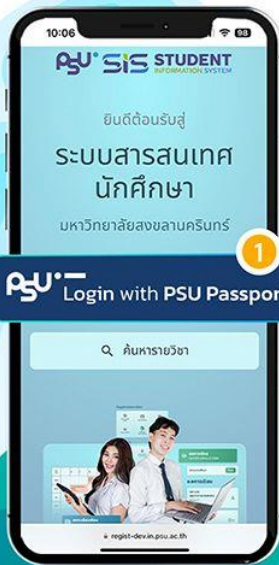 10:06
98
PSU SIS STUDENT
INFORMATION SYSTEM
ยินดีต้อนรับสู่
ระบบสารสนเทศ
นักศึกษา
มหาวิทยาลัยสงขลานครินทร์
1
PSU Login with PSU Passpor
ค้นหารายวิชา
regist-dev.in.psu.ac.th